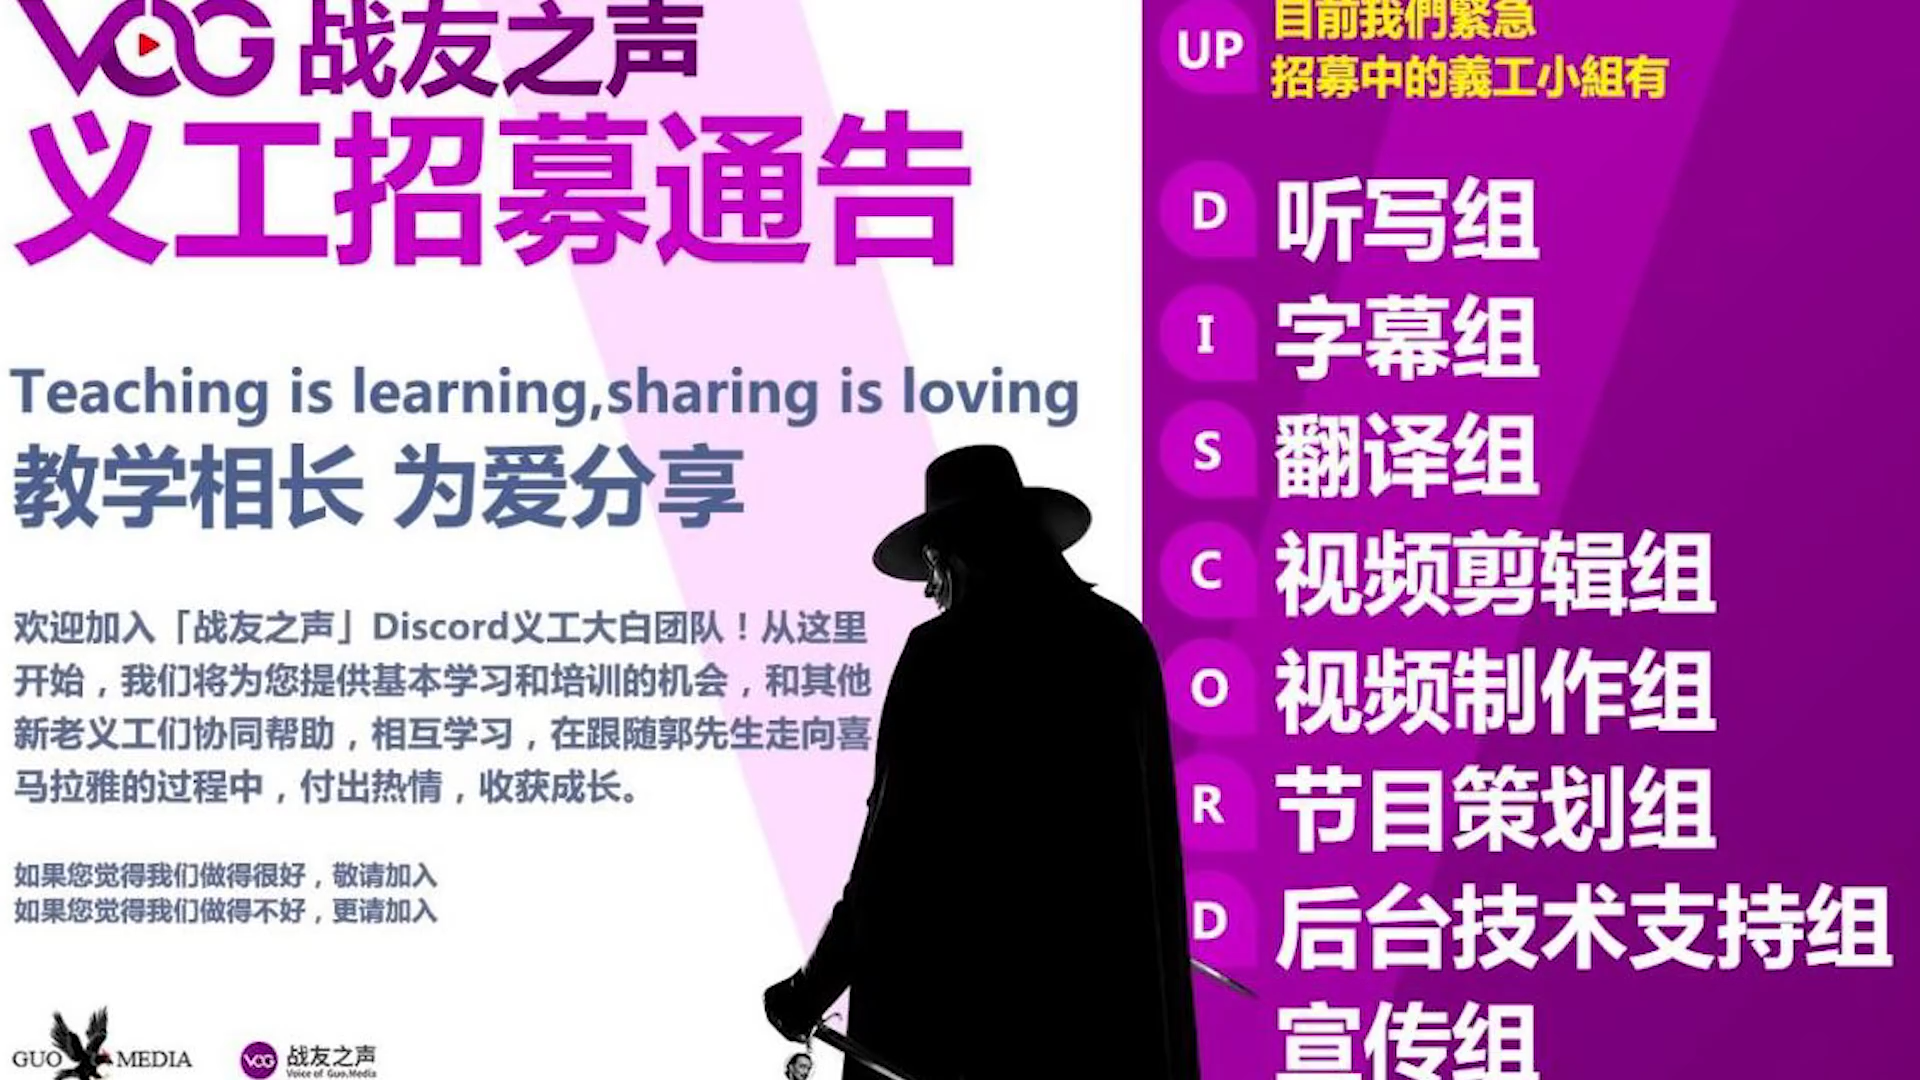 VOG 战友之声
义工招募通告
Teaching is learning,sharing is loving
教学相长 为爱分享
欢迎加入「战友之声」Discord义工大白团队！从这里
开始，我们将为您提供基本学习和培训的机会，和其他
新老义工们协同帮助，相互学习，在跟随郭先生走向喜
马拉雅的过程中，付出热情，收获成长。
如果您觉得我们做得很好，敬请加入
如果您觉得我们做得不好，更请加入
GUO MEDIA
VOG 战友之声
Voice of Guo.Media
UP
目前我們緊急
招募中的義工小組有
D 听写组
I 字幕组
S 翻译组
C 视频剪辑组
O 视频制作组
R 节目策划组
D 后台技术支持组
宣传组